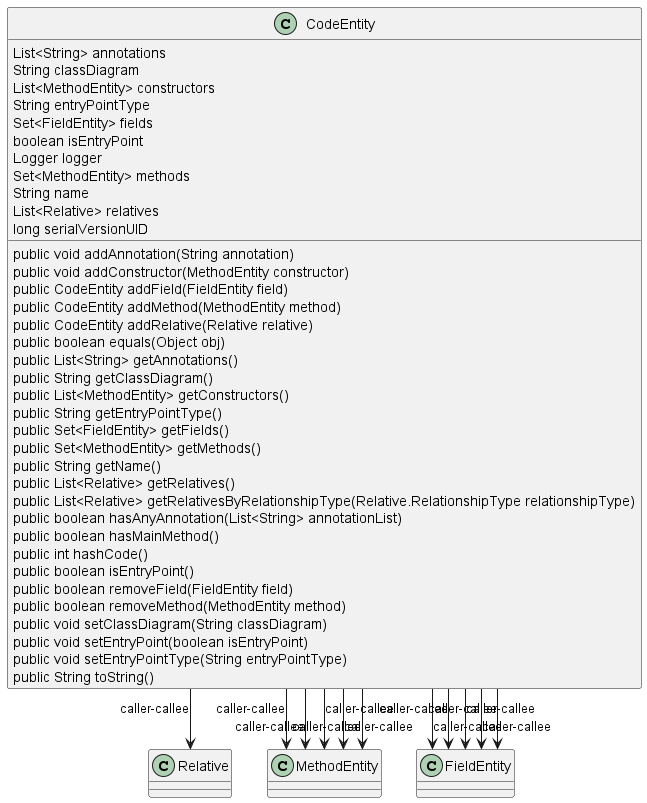 C CodeEntity
List<String> annotations
String classDiagram
List<MethodEntity> constructors
String entryPointType
Set<FieldEntity> fields
boolean isEntryPoint
Logger logger
Set<MethodEntity> methods
String name
List<Relative> relatives
long serialVersionUID
public void addAnnotation(String annotation)
public void addConstructor(MethodEntity constructor)
public CodeEntity addField(FieldEntity field)
public CodeEntity addMethod(MethodEntity method)
public CodeEntity addRelative(Relative relative)
public boolean equals(Object obj)
public List<String> getAnnotations()
public String getClassDiagram()
public List<MethodEntity> getConstructors()
public String getEntryPointType()
public Set<FieldEntity> getFields()
public Set<MethodEntity> getMethods()
public String getName()
public List<Relative> getRelatives()
public List<Relative> getRelativesByRelationshipType(Relative.RelationshipType relationshipType)
public boolean hasAnyAnnotation(List<String> annotationList)
public boolean hasMainMethod()
public int hashCode()
public boolean isEntryPoint()
public boolean removeField(FieldEntity field)
public boolean removeMethod(MethodEntity method)
public void setClassDiagram(String classDiagram)
public void setEntryPoint(boolean isEntryPoint)
public void setEntryPointType(String entryPointType)
public String toString()
caller-callee caller-callee caller-callee caller-callee caller-callee
caller-callee caller-callee caller-callee caller-callee caller-callee
C Relative C MethodEntity C FieldEntity